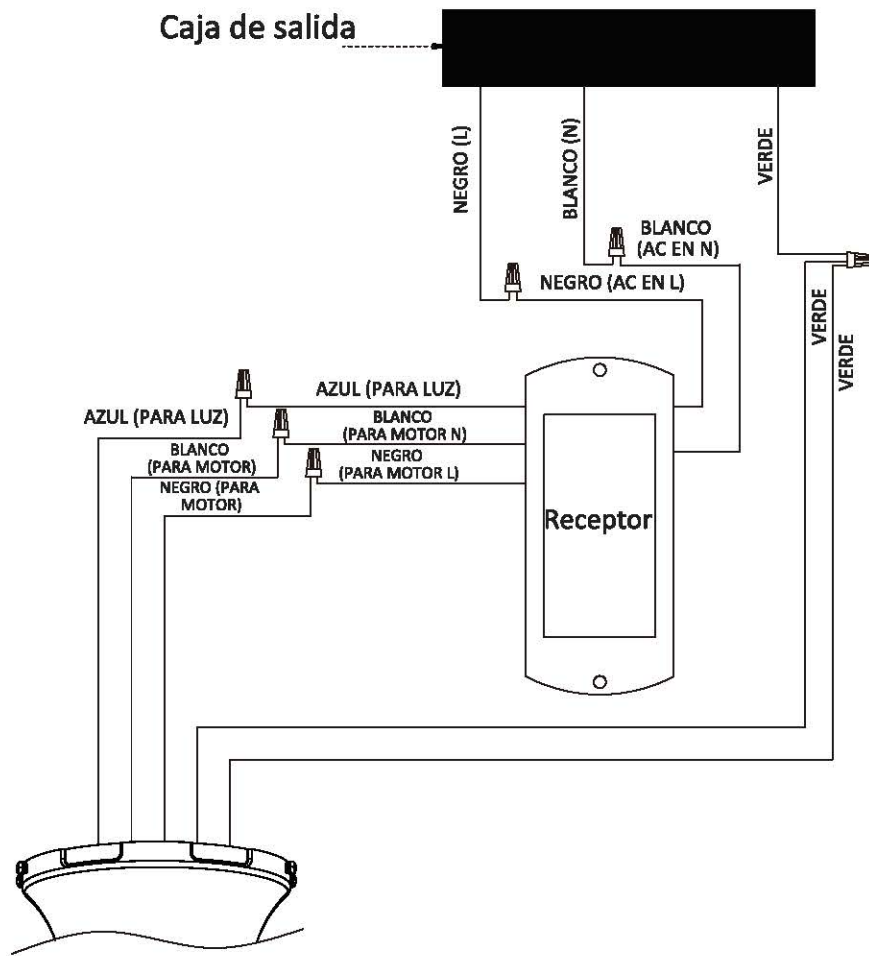 Caja de salida
NEGRO (L)
BLANCO (N)
VERDE
BLANCO
(AC EN N)
NEGRO (AC EN L)
VERDE
VERDE
AZUL (PARA LUZ)
AZUL (PARA LUZ)
BLANCO
(PARA MOTOR N)
BLANCO
(PARA MOTOR)
NEGRO
(PARA MOTOR L)
NEGRO (PARA
MOTOR)
Receptor